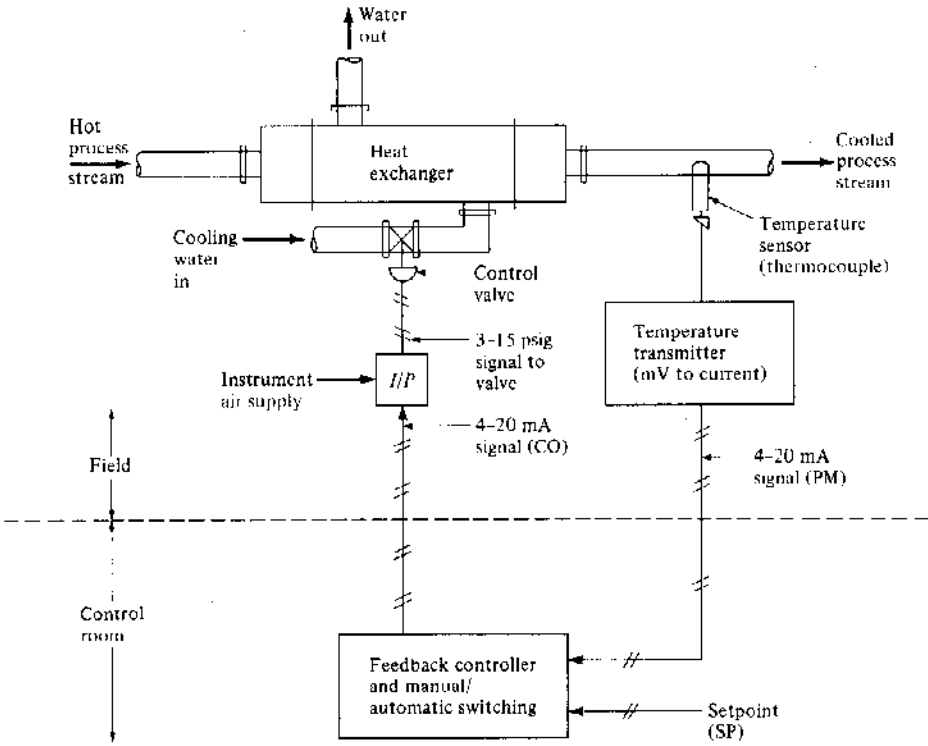 Water
out
Hot
process
stream
Heat
exchanger
Cooled
process
stream
Temperature
sensor
(thermocouple)
Cooling
water
in
Control
valve
Temperature
transmitter
(mV to current)
3–15 psig
signal to
valve
Instrument
air supply
I/P
4–20 mA
signal (CO)
4–20 mA
signal (PM)
Field
Control
room
Feedback controller
and manual/
automatic switching
Setpoint
(SP)